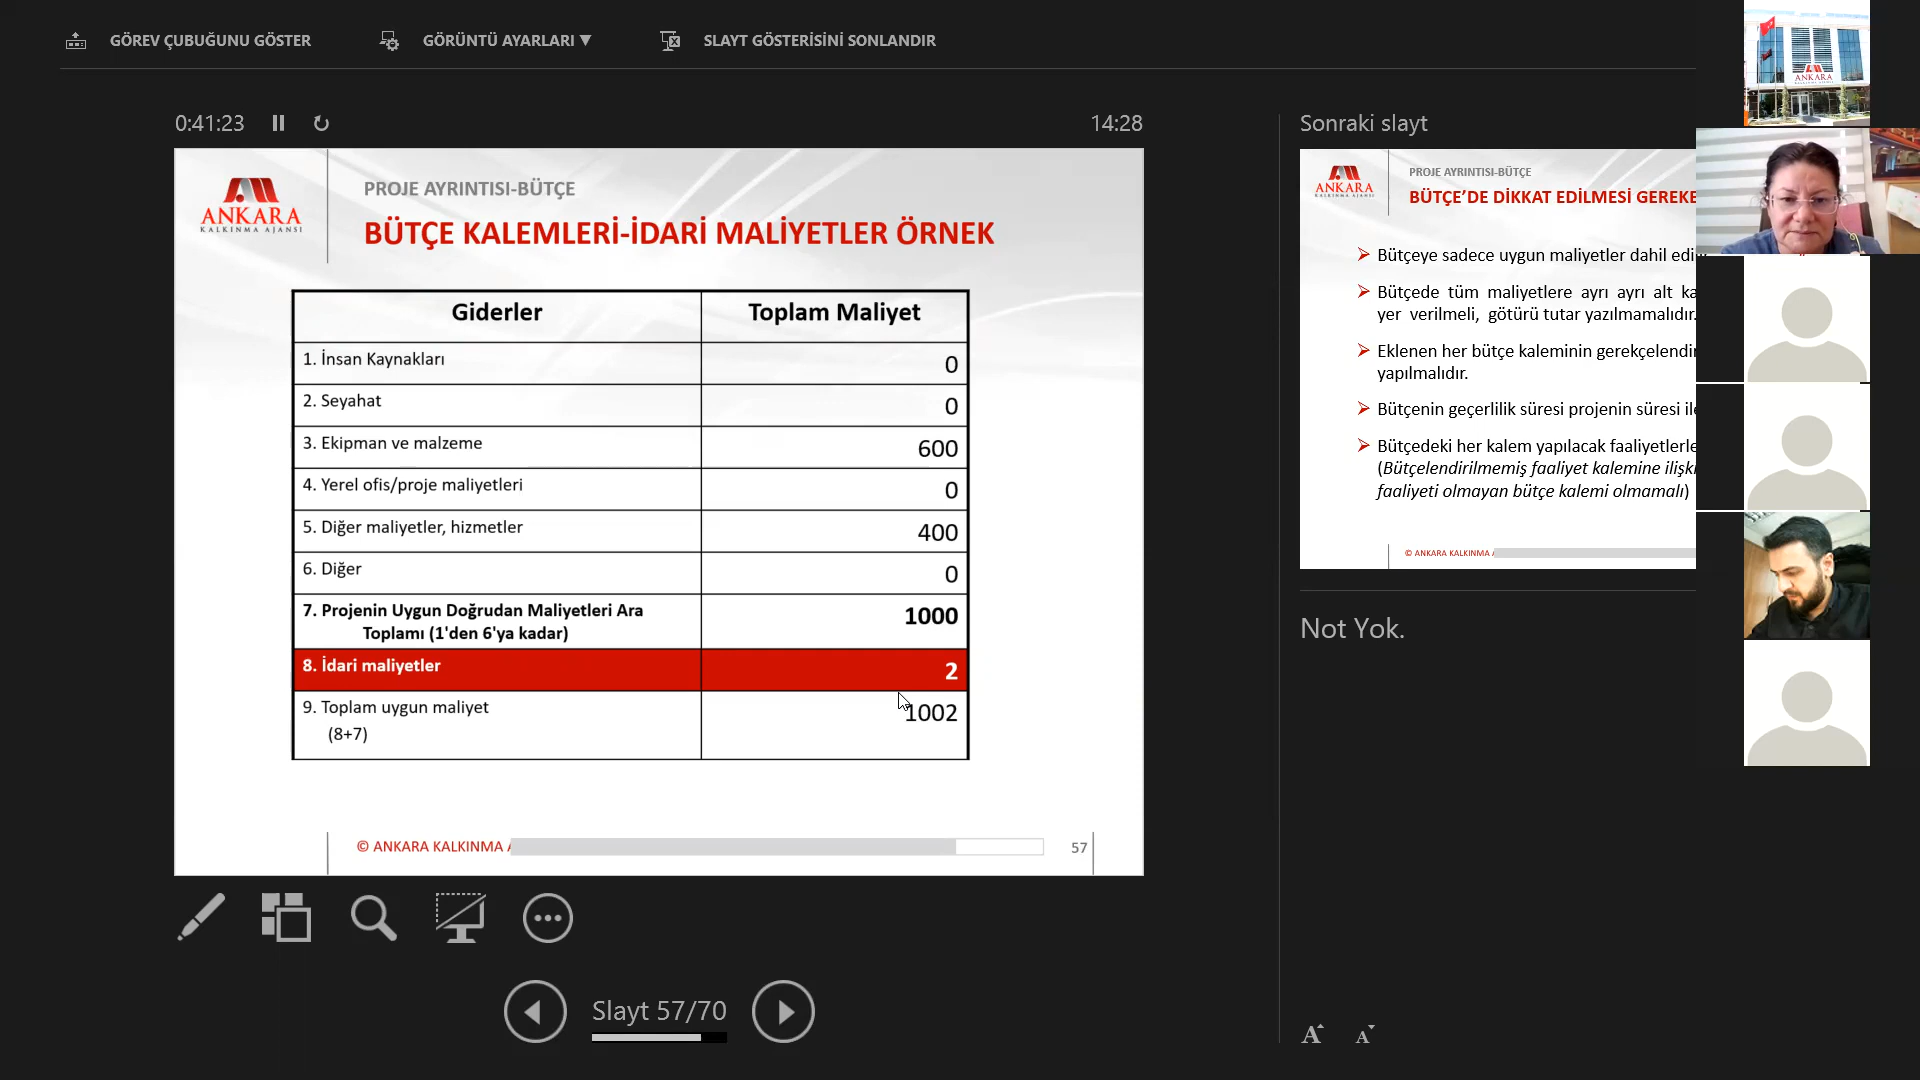 GÖREV ÇUBUĞUNU GÖSTER
GÖRÜNTÜ AYARLARI ▼
SLAYT GÖSTERİSİNİ SONLANDIR
0:41:23
14:28
ANKARA
KALKINMA AJANSI
PROJE AYRINTISI-BÜTÇE
BÜTÇE KALEMLERİ-İDARİ MALİYETLER ÖRNEK
Giderler Toplam Maliyet
1. İnsan Kaynakları 0
2. Seyahat 0
3. Ekipman ve malzeme 600
4. Yerel ofis/proje maliyetleri 0
5. Diğer maliyetler, hizmetler 400
6. Diğer 0
7. Projenin Uygun Doğrudan Maliyetleri Ara
Toplamı (1'den 6'ya kadar) 1000
8. İdari maliyetler 2
9. Toplam uygun maliyet 1002
(8+7)
© ANKARA KALKINMA
57
Slayt 57/70
Sonraki slayt
ANKARA
KALKINMA AJANSI
PROJE AYRINTISI-BÜTÇE
BÜTÇE'DE DİKKAT EDİLMESİ GEREKE
Bütçeye sadece uygun maliyetler dahil edi
Bütçede tüm maliyetlere ayrı ayrı alt ka
yer verilmeli, götürü tutar yazılmamalıdır.
Eklenen her bütçe kaleminin gerekçelendir
yapılmalıdır.
Bütçenin geçerlilik süresi projenin süresi ile
Bütçedeki her kalem yapılacak faaliyetlerle
(Bütçelendirilmemiş faaliyet kalemine ilişki
faaliyeti olmayan bütçe kalemi olmamalı)
© ANKARA KALKINMA
Not Yok.
A A
ANKARA